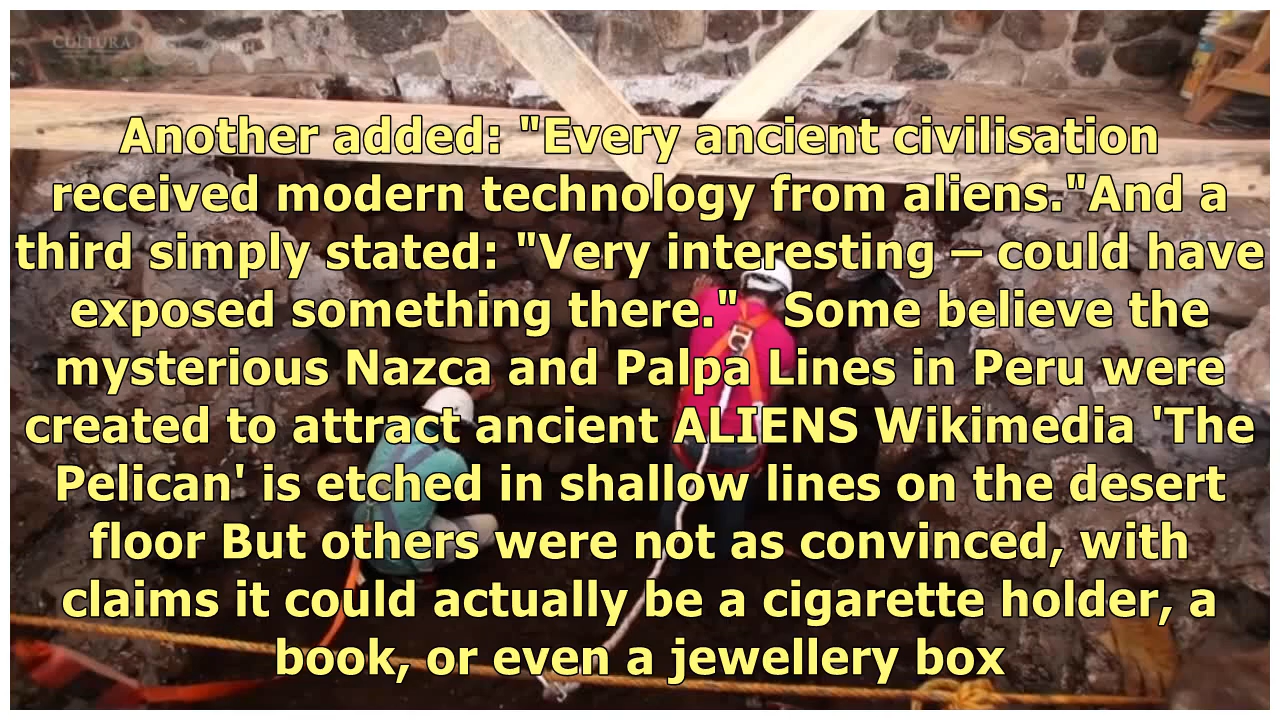 CULTURA
Another added: "Every ancient civilisation
received modern technology from aliens."And a
third simply stated: "Very interesting – could have
exposed something there."   Some believe the
mysterious Nazca and Palpa Lines in Peru were
created to attract ancient ALIENS Wikimedia 'The
Pelican' is etched in shallow lines on the desert
floor But others were not as convinced, with
claims it could actually be a cigarette holder, a
book, or even a jewellery box